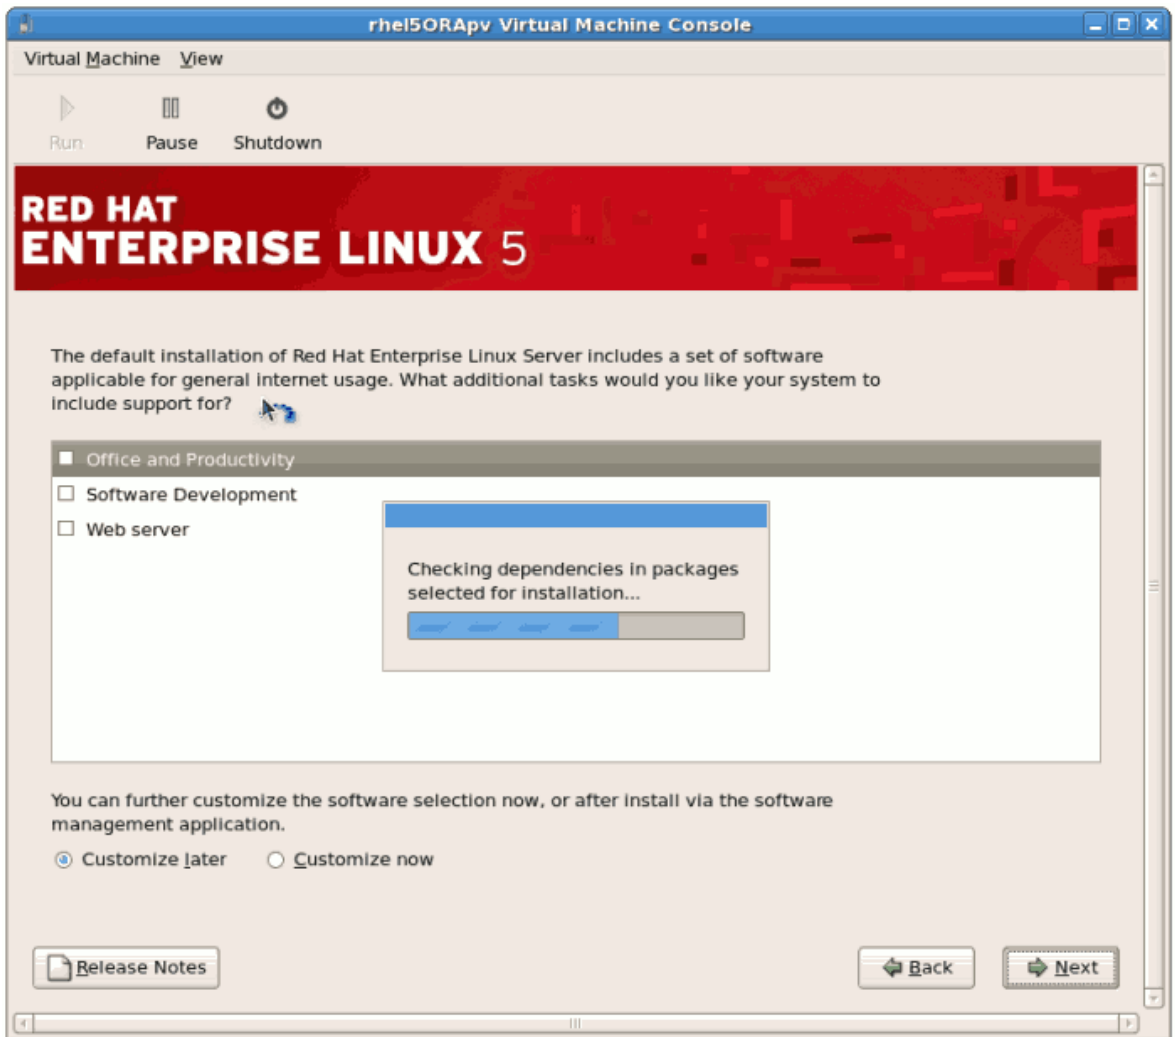 rhel5ORApv Virtual Machine Console
Virtual Machine View
Run Pause Shutdown
RED HAT
ENTERPRISE LINUX 5
The default installation of Red Hat Enterprise Linux Server includes a set of software
applicable for general internet usage. What additional tasks would you like your system to
include support for?
Office and Productivity
Software Development
Web server
Checking dependencies in packages
selected for installation...
You can further customize the software selection now, or after install via the software
management application.
Customize later Customize now
Release Notes Back Next